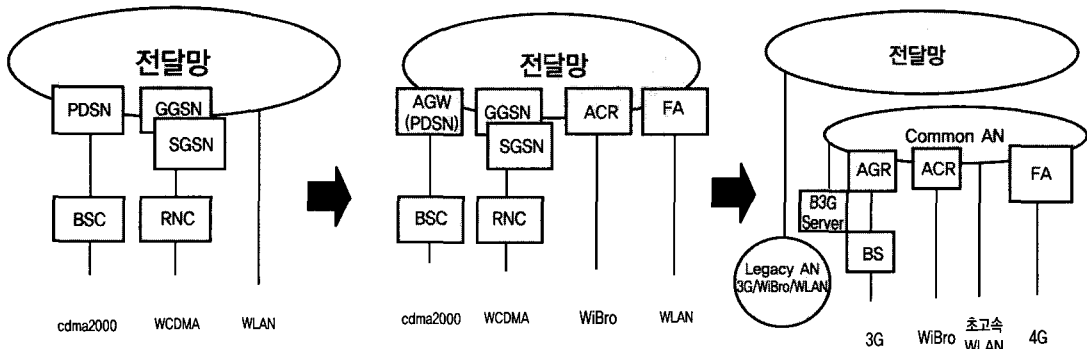 전달망
PDSN
GGSN
SGSN
BSC
RNC
cdma2000
WCDMA
WLAN
전달망
AGW
(PDSN)
GGSN
SGSN
ACR
FA
BSC
RNC
cdma2000
WCDMA
WiBro
WLAN
전달망
Common AN
AGR
ACR
FA
B3G
Server
BS
Legacy AN
3G/WiBro/WLAN
3G
WiBro
초고속
WLAN
4G